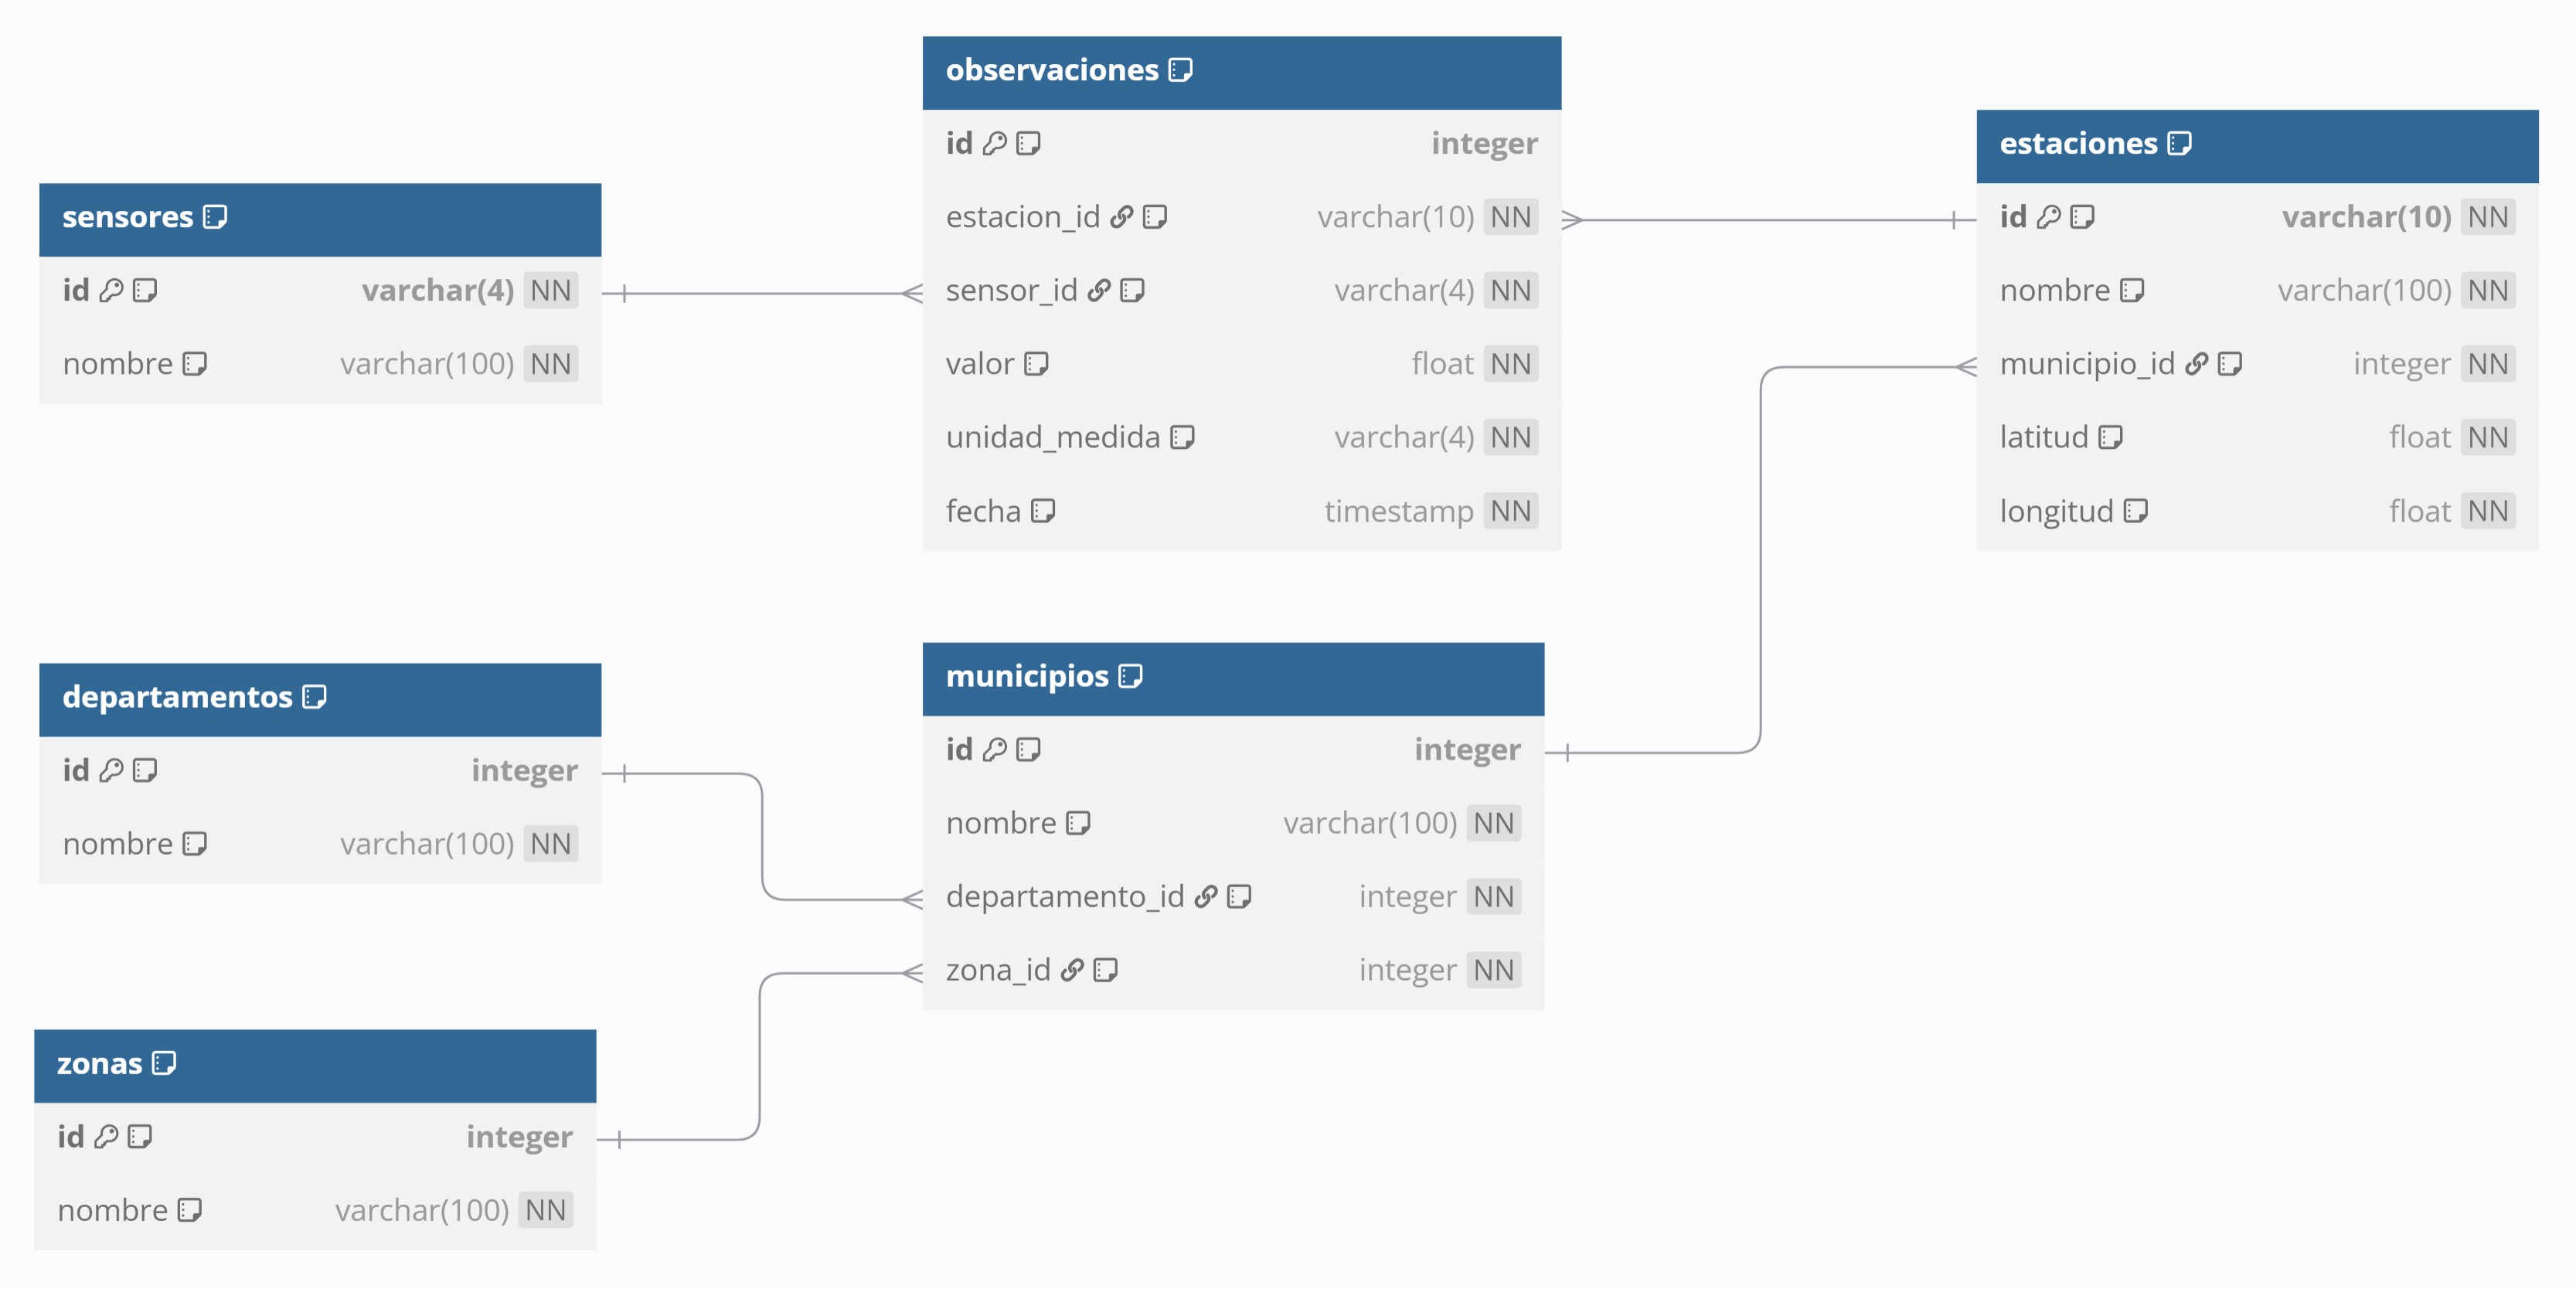 observaciones
id integer
estacion_id varchar(10) NN
sensor_id varchar(4) NN
valor float NN
unidad_medida varchar(4) NN
fecha timestamp NN
estaciones
id varchar(10) NN
nombre varchar(100) NN
municipio_id integer NN
latitud float NN
longitud float NN
sensores
id varchar(4) NN
nombre varchar(100) NN
municipios
id integer
nombre varchar(100) NN
departamento_id integer NN
zona_id integer NN
departamentos
id integer
nombre varchar(100) NN
zonas
id integer
nombre varchar(100) NN